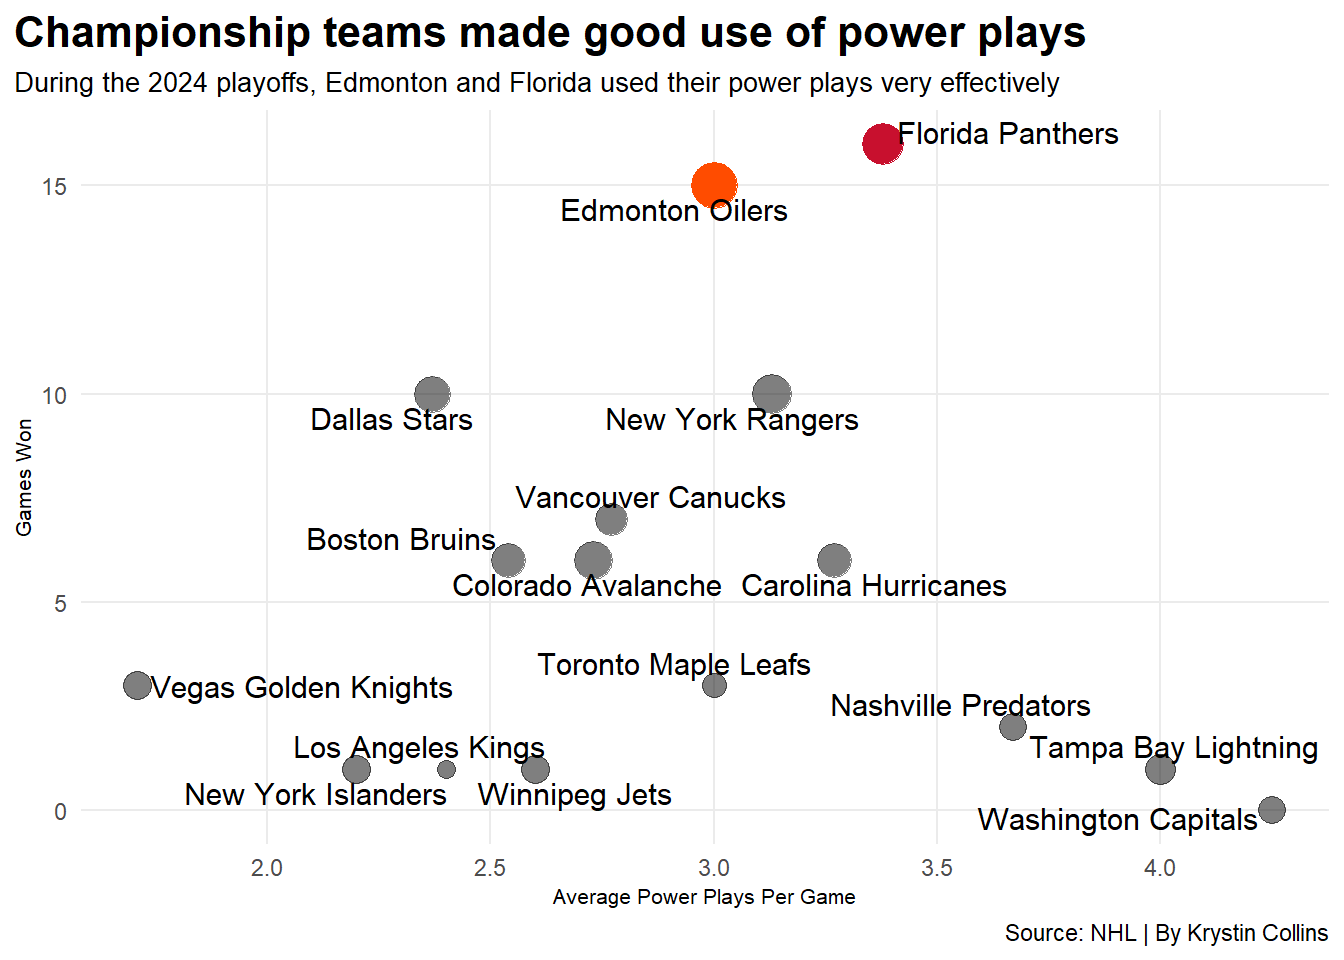 Championship teams made good use of power plays
During the 2024 playoffs, Edmonton and Florida used their power plays very effectively
Florida Panthers
15
Edmonton Oilers
10
Dallas Stars
New York Rangers
Games Won
Vancouver Canucks
Boston Bruins
Colorado Avalanche
Carolina Hurricanes
5
Toronto Maple Leafs
Vegas Golden Knights
Nashville Predators
Los Angeles Kings
Tampa Bay Lightning
New York Islanders
Winnipeg Jets
0
Washington Capitals
2.0 2.5 3.0 3.5 4.0
Average Power Plays Per Game
Source: NHL | By Krystin Collins